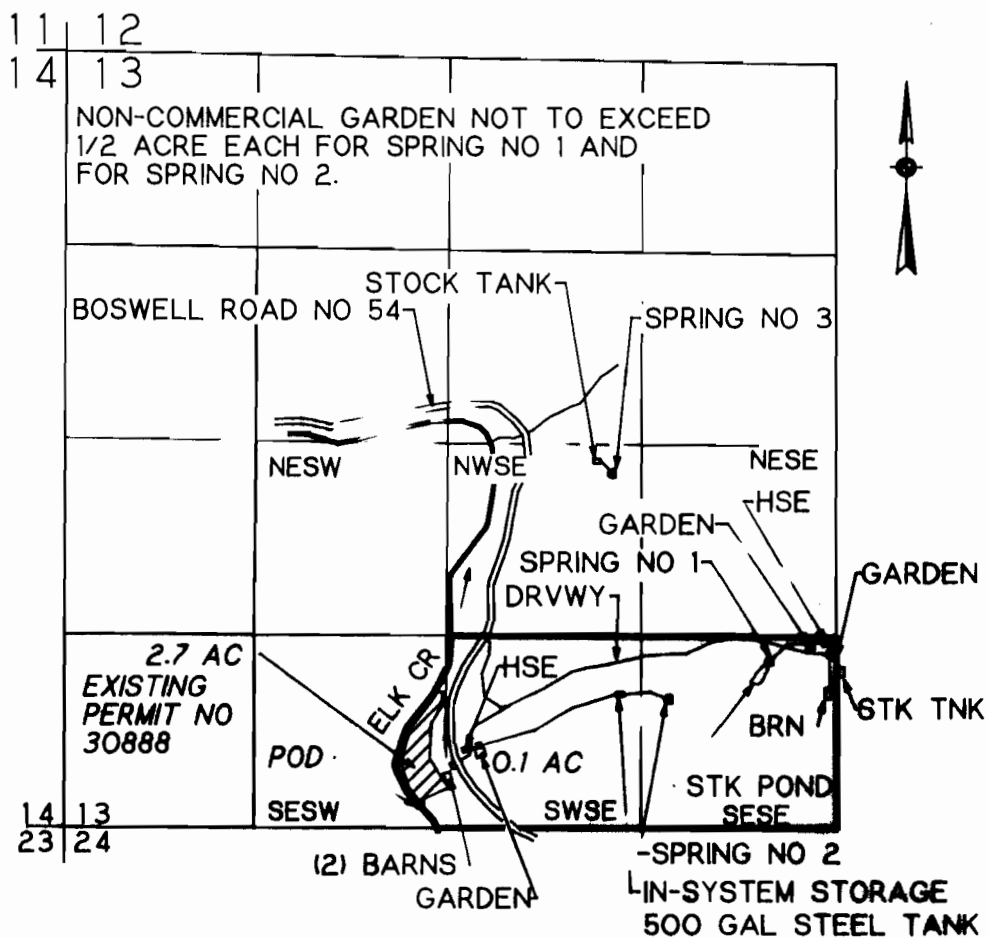 11 12
14 13
NON-COMMERCIAL GARDEN NOT TO EXCEED
1/2 ACRE EACH FOR SPRING NO 1 AND
FOR SPRING NO 2.
STOCK TANK
BOSWELL ROAD NO 54
SPRING NO 3
NESW
NWSE
NESE
HSE
GARDEN
SPRING NO 1
GARDEN
DRVWY
2.7 AC
EXISTING
PERMIT NO
30888
ELK CR
HSE
BRN
STK TNK
POD
0.1 AC
STK POND
SESW
SWSE
SESE
14 13
23 24
(2) BARNS
GARDEN
SPRING NO 2
IN-SYSTEM STORAGE
500 GAL STEEL TANK